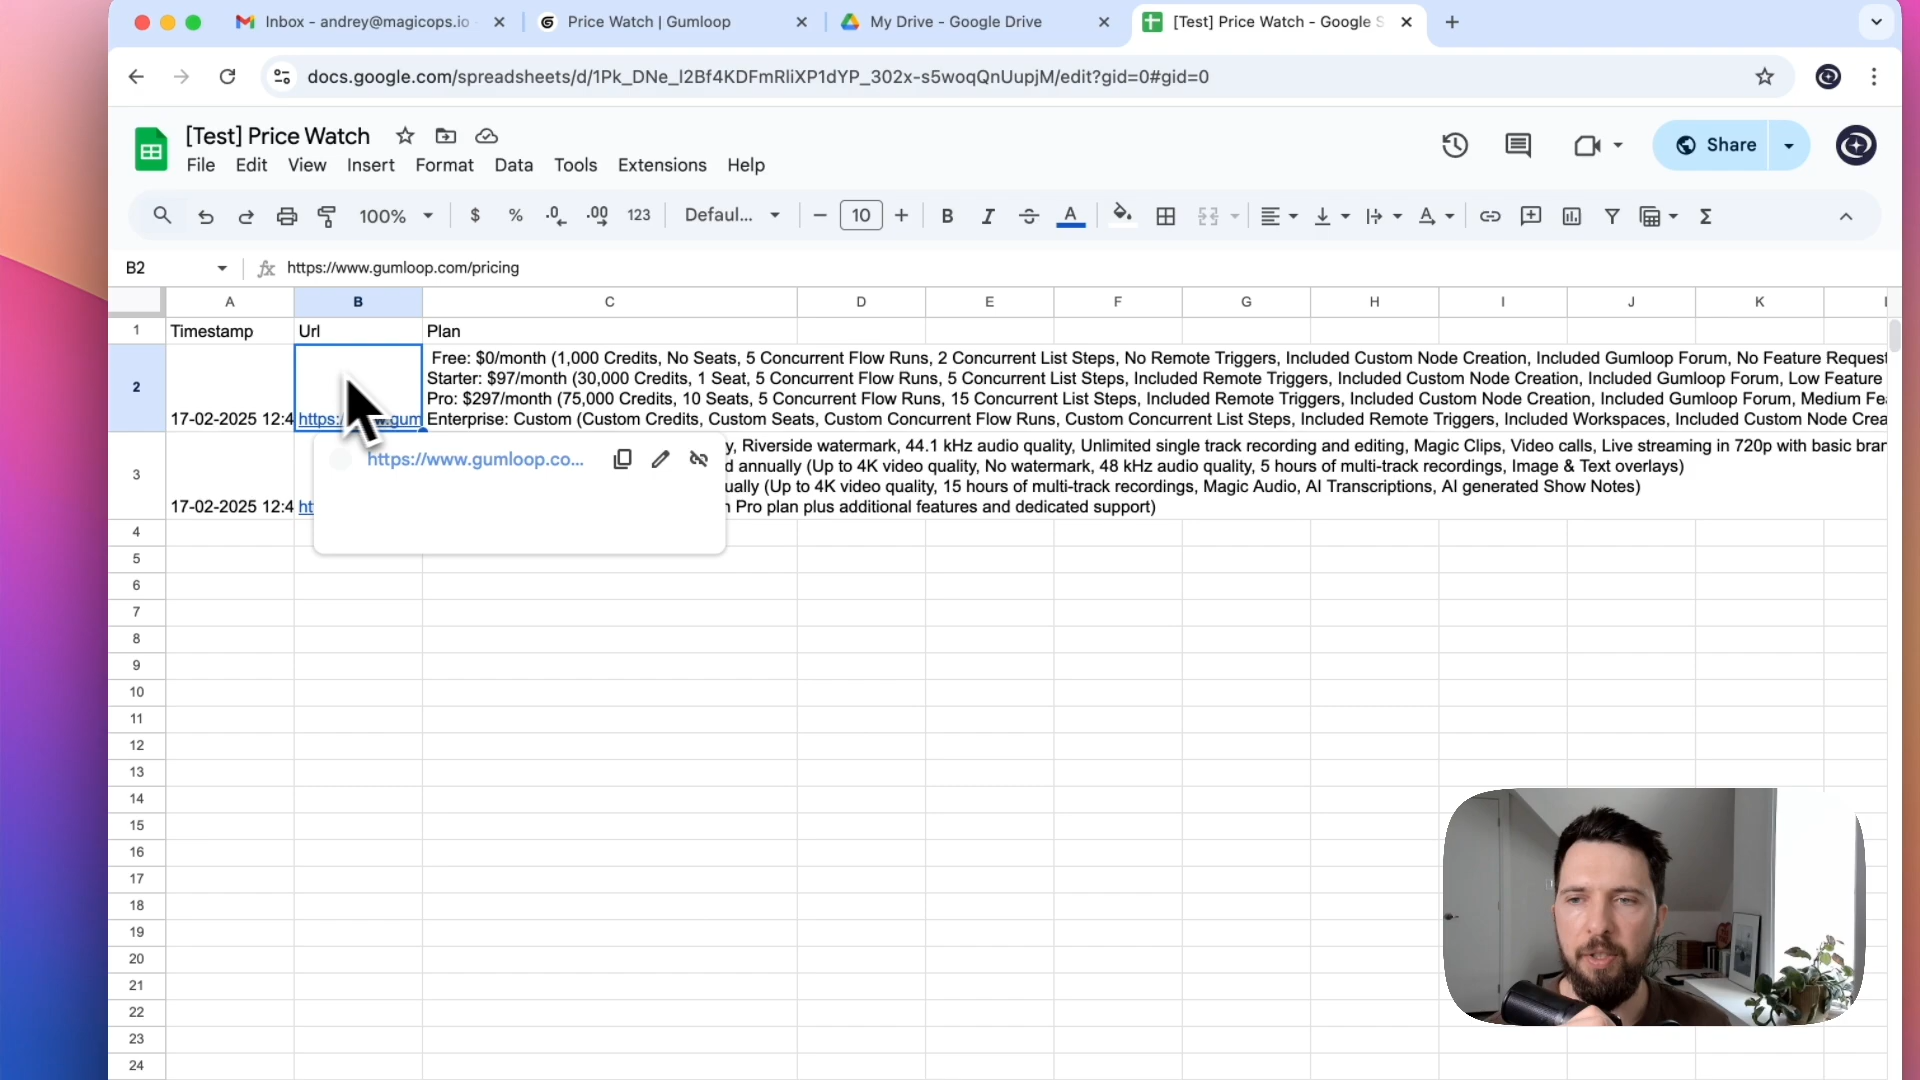 Inbox - andrey@magicops.io
Price Watch | Gumloop
My Drive - Google Drive
[Test] Price Watch - Google S
docs.google.com/spreadsheets/d/1Pk_DNe_l2Bf4KDFmRliXP1dYP_302x-s5woqQnUupjM/edit?gid=0#gid=0
[Test] Price Watch
File Edit View Insert Format Data Tools Extensions Help
Share
100% $ % .0 .00 123 Defaul... 10 B I S A
B2 fx https://www.gumloop.com/pricing
A B C D E F G H I J K
1 Timestamp Url Plan
Free: $0/month (1,000 Credits, No Seats, 5 Concurrent Flow Runs, 2 Concurrent List Steps, No Remote Triggers, Included Custom Node Creation, Included Gumloop Forum, No Feature Request
2 Starter: $97/month (30,000 Credits, 1 Seat, 5 Concurrent Flow Runs, 5 Concurrent List Steps, Included Remote Triggers, Included Custom Node Creation, Included Gumloop Forum, Low Feature
Pro: $297/month (75,000 Credits, 10 Seats, 5 Concurrent Flow Runs, 15 Concurrent List Steps, Included Remote Triggers, Included Custom Node Creation, Included Gumloop Forum, Medium Fe
17-02-2025 12:4 https:/ w.gum Enterprise: Custom (Custom Credits, Custom Seats, Custom Concurrent Flow Runs, Custom Concurrent List Steps, Included Remote Triggers, Included Workspaces, Included Custom Node Crea
y, Riverside watermark, 44.1 kHz audio quality, Unlimited single track recording and editing, Magic Clips, Video calls, Live streaming in 720p with basic bran
https://www.gumloop.co...
d annually (Up to 4K video quality, No watermark, 48 kHz audio quality, 5 hours of multi-track recordings, Image & Text overlays)
3 ually (Up to 4K video quality, 15 hours of multi-track recordings, Magic Audio, AI Transcriptions, AI generated Show Notes)
17-02-2025 12:4 ht n Pro plan plus additional features and dedicated support)
4
5
6
7
8
9
10
11
12
13
14
15
16
17
18
19
20
21
22
23
24